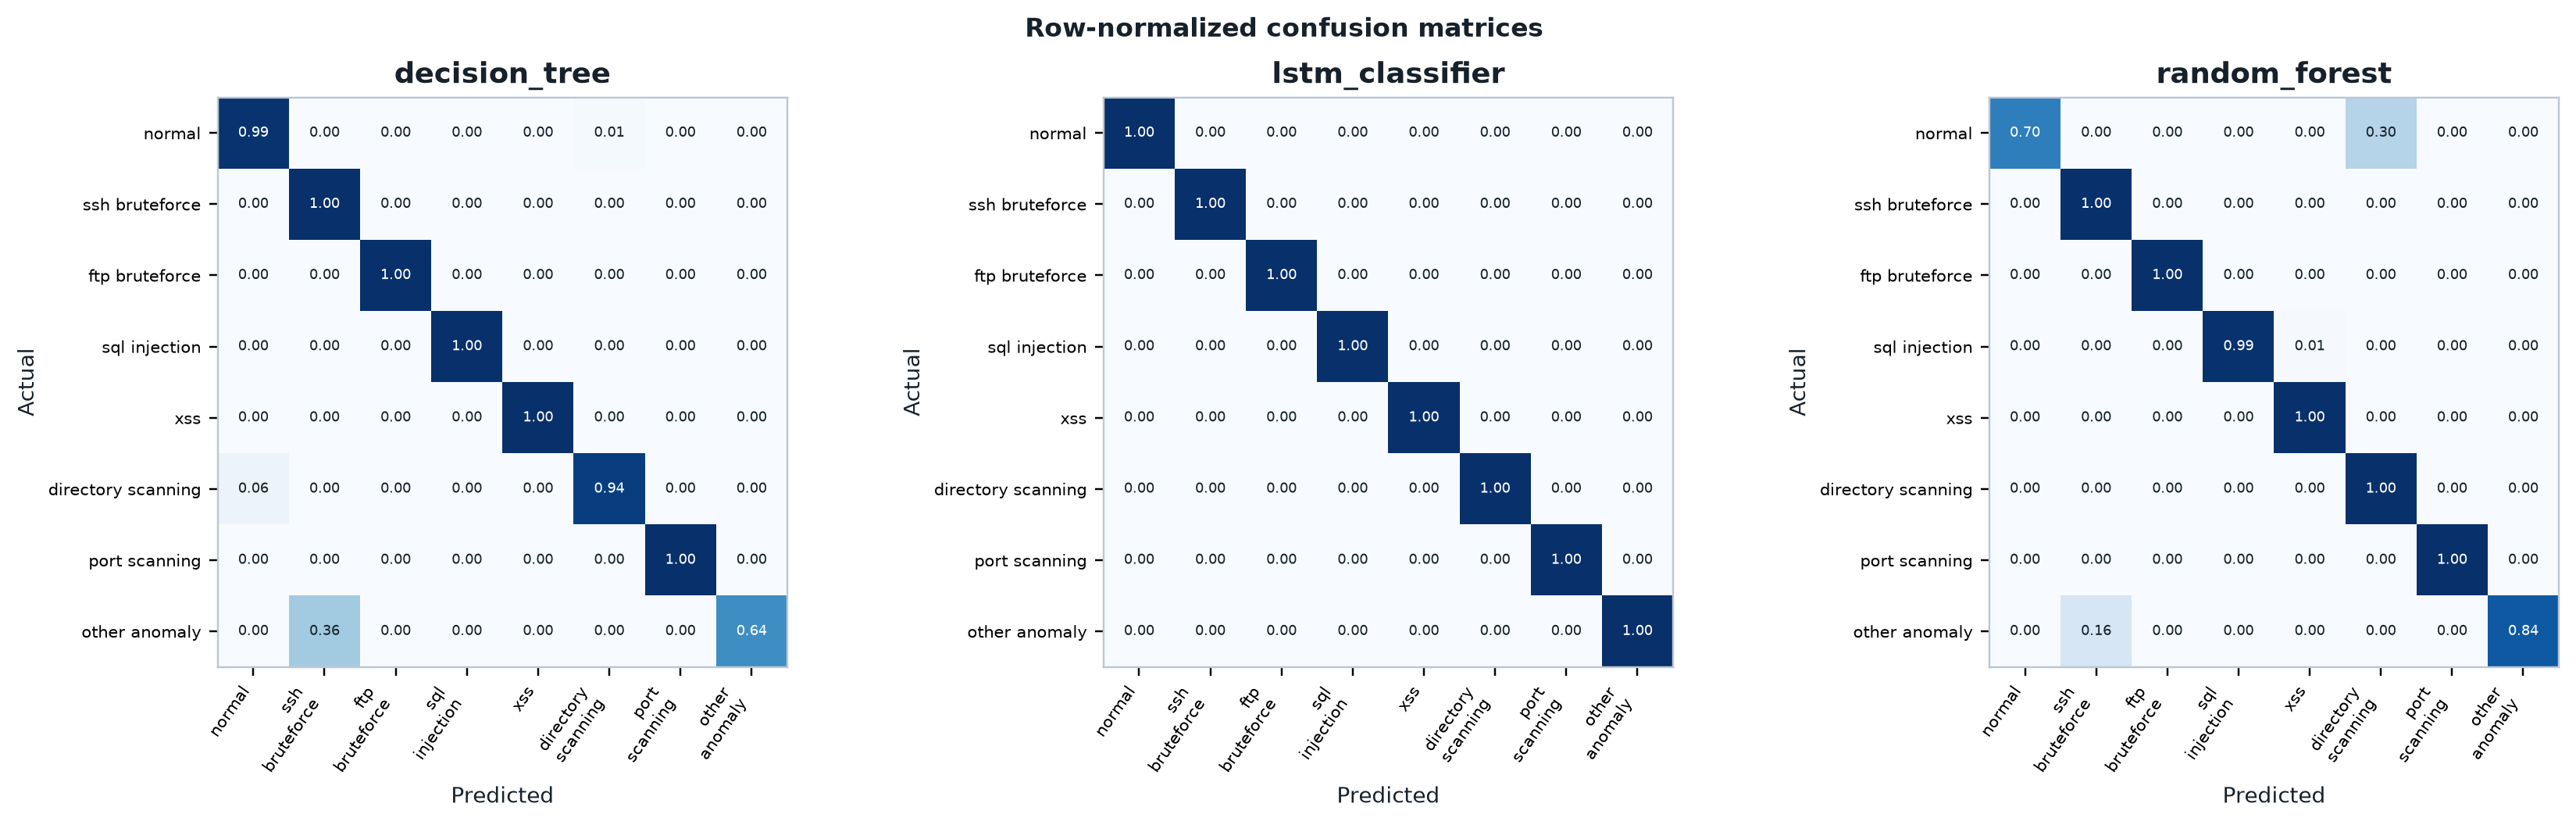 Row-normalized confusion matrices
decision_tree
Actual
normal 0.99 0.00 0.00 0.00 0.00 0.01 0.00 0.00
ssh bruteforce 0.00 1.00 0.00 0.00 0.00 0.00 0.00 0.00
ftp bruteforce 0.00 0.00 1.00 0.00 0.00 0.00 0.00 0.00
sql injection 0.00 0.00 0.00 1.00 0.00 0.00 0.00 0.00
xss 0.00 0.00 0.00 0.00 1.00 0.00 0.00 0.00
directory scanning 0.06 0.00 0.00 0.00 0.00 0.94 0.00 0.00
port scanning 0.00 0.00 0.00 0.00 0.00 0.00 1.00 0.00
other anomaly 0.00 0.36 0.00 0.00 0.00 0.00 0.00 0.64
normal
ssh
bruteforce
ftp
bruteforce
sql
injection
xss
directory
scanning
port
scanning
other
anomaly
Predicted
lstm_classifier
Actual
normal 1.00 0.00 0.00 0.00 0.00 0.00 0.00 0.00
ssh bruteforce 0.00 1.00 0.00 0.00 0.00 0.00 0.00 0.00
ftp bruteforce 0.00 0.00 1.00 0.00 0.00 0.00 0.00 0.00
sql injection 0.00 0.00 0.00 1.00 0.00 0.00 0.00 0.00
xss 0.00 0.00 0.00 0.00 1.00 0.00 0.00 0.00
directory scanning 0.00 0.00 0.00 0.00 0.00 1.00 0.00 0.00
port scanning 0.00 0.00 0.00 0.00 0.00 0.00 1.00 0.00
other anomaly 0.00 0.00 0.00 0.00 0.00 0.00 0.00 1.00
normal
ssh
bruteforce
ftp
bruteforce
sql
injection
xss
directory
scanning
port
scanning
other
anomaly
Predicted
random_forest
Actual
normal 0.70 0.00 0.00 0.00 0.00 0.30 0.00 0.00
ssh bruteforce 0.00 1.00 0.00 0.00 0.00 0.00 0.00 0.00
ftp bruteforce 0.00 0.00 1.00 0.00 0.00 0.00 0.00 0.00
sql injection 0.00 0.00 0.00 0.99 0.01 0.00 0.00 0.00
xss 0.00 0.00 0.00 0.00 1.00 0.00 0.00 0.00
directory scanning 0.00 0.00 0.00 0.00 0.00 1.00 0.00 0.00
port scanning 0.00 0.00 0.00 0.00 0.00 0.00 1.00 0.00
other anomaly 0.00 0.16 0.00 0.00 0.00 0.00 0.00 0.84
normal
ssh
bruteforce
ftp
bruteforce
sql
injection
xss
directory
scanning
port
scanning
other
anomaly
Predicted